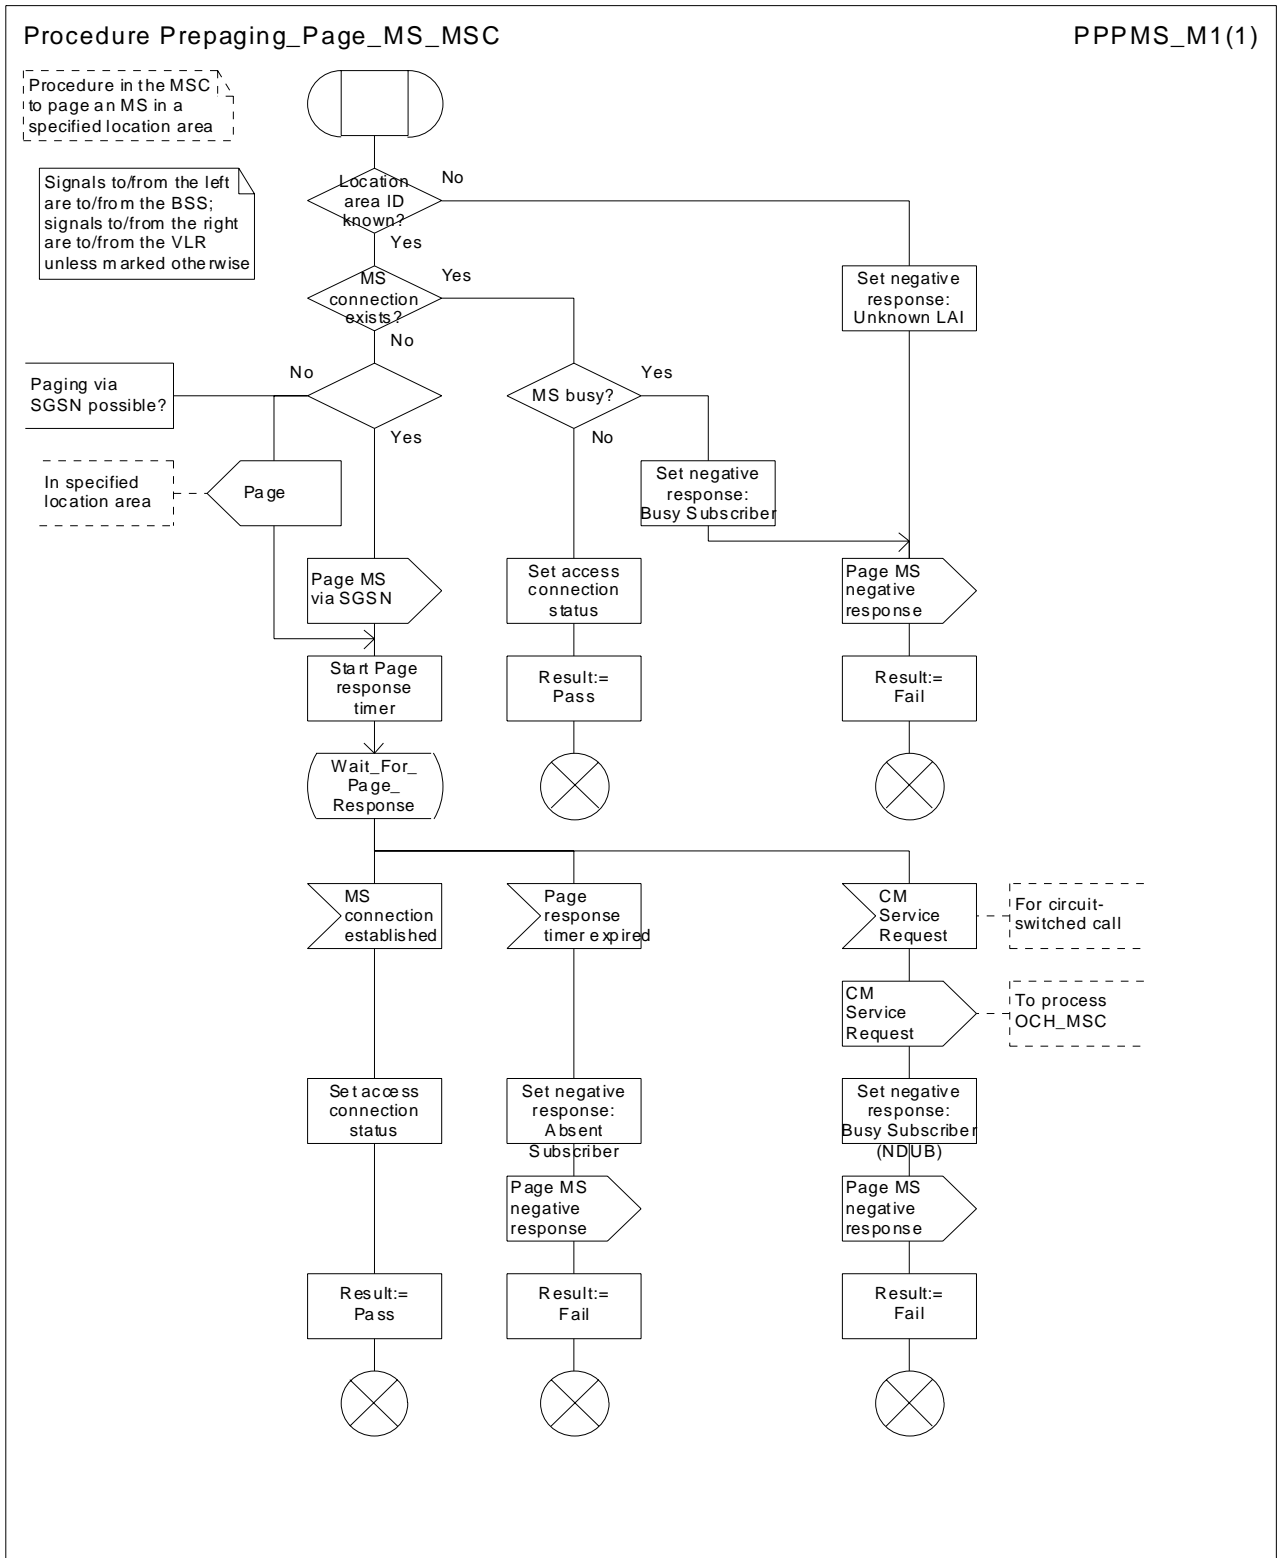 Procedure Prepaging_Page_MS_MSC
PPPMS_M1(1)
Procedure in the MSC
to page an MS in a
specified location area
Signals to/from the left
are to/from the BSS;
signals to/from the right
are to/from the VLR
unless marked otherwise
Location
area ID
known?
No
Yes
MS
connection
exists?
Yes
No
Set negative
response:
Unknown LAI
Paging via
SGSN possible?
No
Yes
MS busy?
Yes
No
In specified
location area
Page
Set negative
response:
Busy Subscriber
Page MS
via SGSN
Set access
connection
status
Page MS
negative
response
Start Page
response
timer
Result:=
Pass
Result:=
Fail
Wait_For_
Page_
Response
MS
connection
established
Page
response
timer expired
CM
Service
Request
For circuit-
switched call
CM
Service
Request
To process
OCH_MSC
Set access
connection
status
Set negative
response:
Absent
Subscriber
Set negative
response:
Busy Subscriber
(NDUB)
Page MS
negative
response
Page MS
negative
response
Result:=
Pass
Result:=
Fail
Result:=
Fail